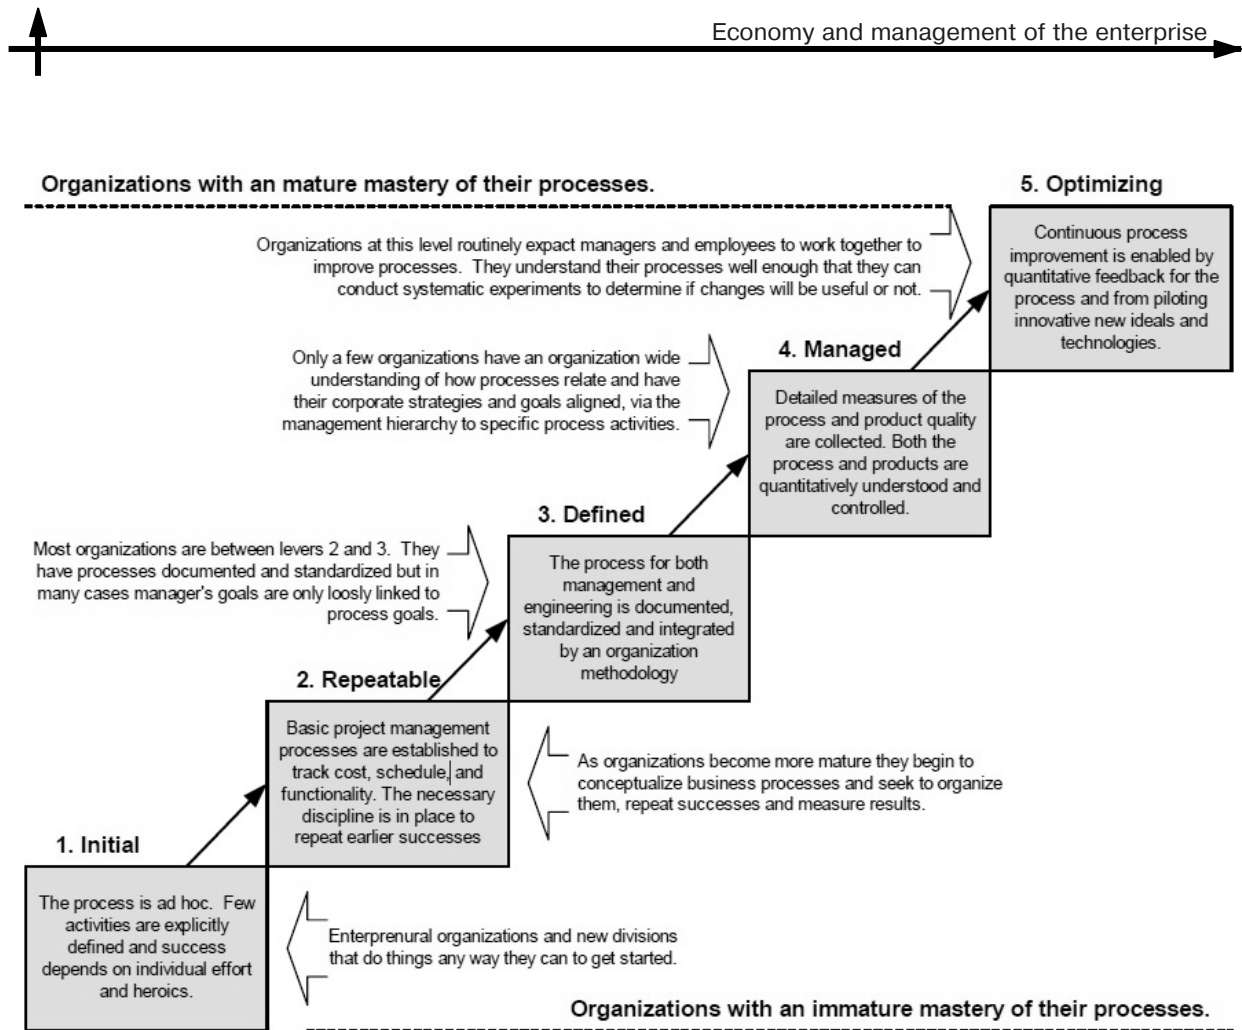 Economy and management of the enterprise
Organizations with an mature mastery of their processes.
5. Optimizing
Organizations at this level routinely expact managers and employees to work together to
improve processes. They understand their processes well enough that they can
conduct systematic experiments to determine if changes will be useful or not.
Continuous process
improvement is enabled by
quantitative feedback for the
process and from piloting
innovative new ideals and
technologies.
4. Managed
Only a few organizations have an organization wide
understanding of how processes relate and have
their corporate strategies and goals aligned, via the
management hierarchy to specific process activities.
Detailed measures of the
process and product quality
are collected. Both the
process and products are
quantitatively understood and
controlled.
3. Defined
Most organizations are between levers 2 and 3. They
have processes documented and standardized but in
many cases manager's goals are only loosly linked to
process goals.
The process for both
management and
engineering is documented,
standardized and integrated
by an organization
methodology
2. Repeatable
Basic project management
processes are established to
track cost, schedule, and
functionality. The necessary
discipline is in place to
repeat earlier successes
As organizations become more mature they begin to
conceptualize business processes and seek to organize
them, repeat successes and measure results.
1. Initial
The process is ad hoc. Few
activities are explicitly
defined and success
depends on individual effort
and heroics.
Enterprenural organizations and new divisions
that do things any way they can to get started.
Organizations with an immature mastery of their processes.